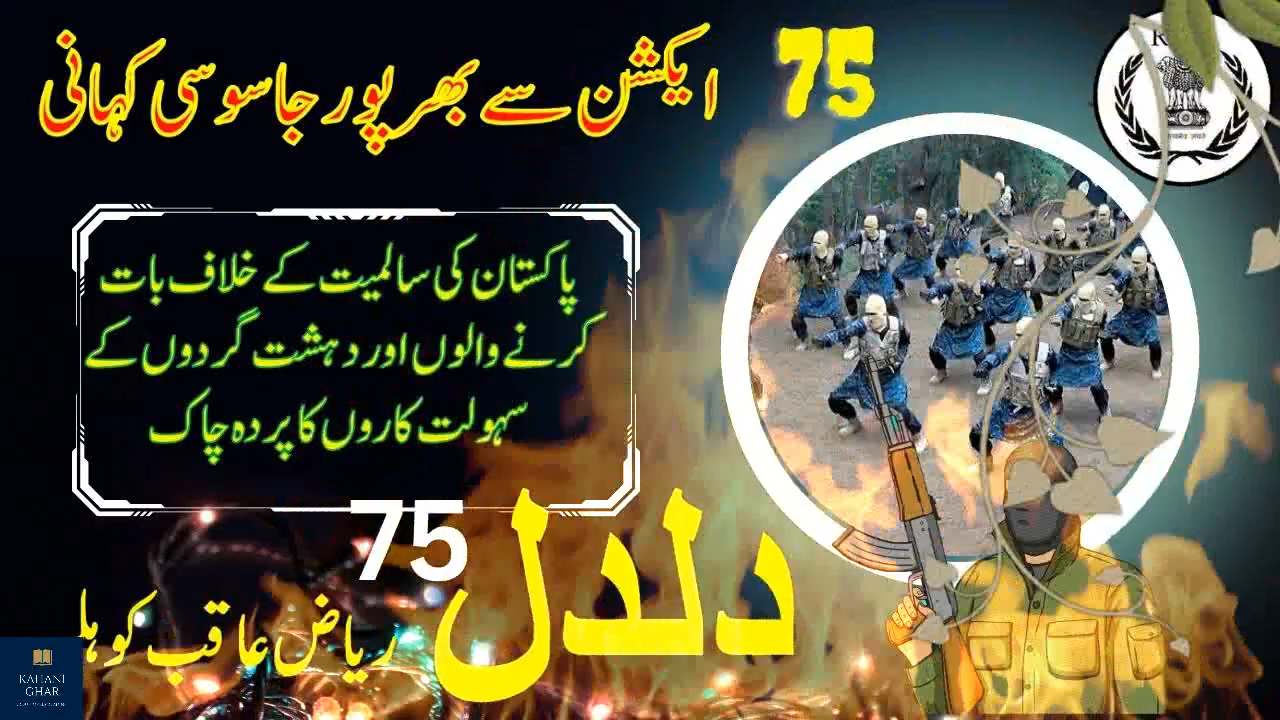 ایکشن سے بھرپور جاسوسی کہانی 75
پاکستان کی سالمیت کے خلاف بات
کرنے والوں اور دہشت گردوں کے
سہولت کاروں کا پردہ چاک
دلدل 75
ریاض عاقب
KAHANI
GHAR